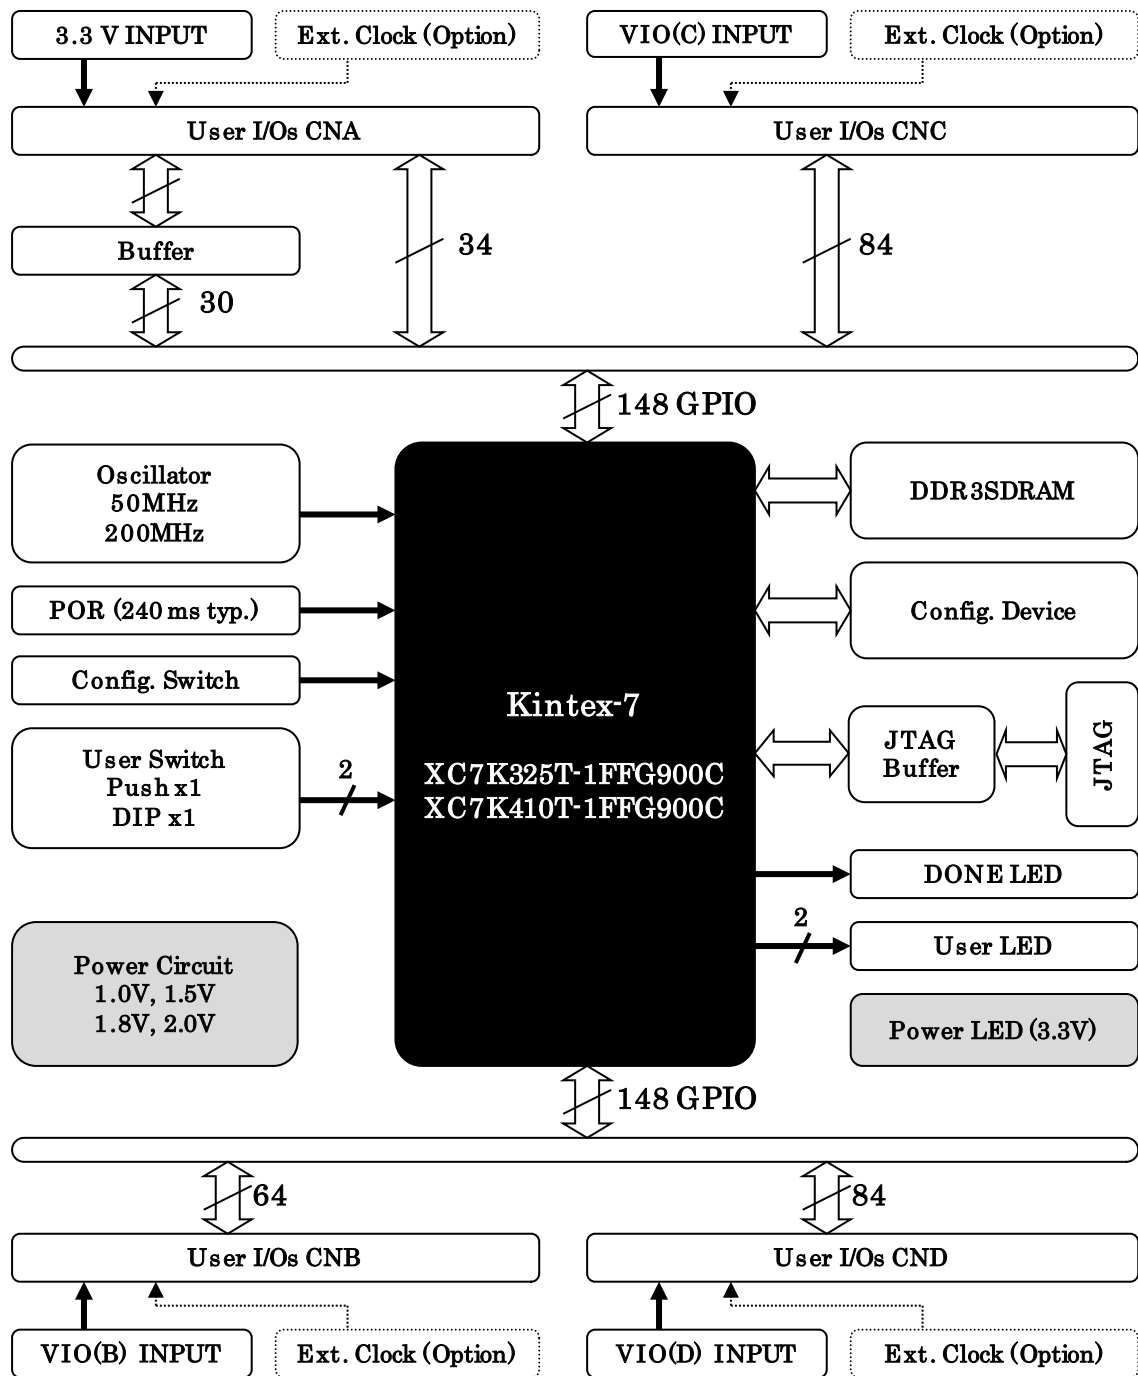 3.3 V INPUT
Ext. Clock (Option)
VIO(C) INPUT
Ext. Clock (Option)
User I/Os CNA
User I/Os CNC
34
84
Buffer
30
148 GPIO
Oscillator
50MHz
200MHz
DDR3SDRAM
POR (240 ms typ.)
Config. Device
Config. Switch
Kintex-7
XC7K325T-1FFG900C
XC7K410T-1FFG900C
User Switch
Push x1
DIP x1
2
JTAG
Buffer
JTAG
DONE LED
2
User LED
Power Circuit
1.0V, 1.5V
1.8V, 2.0V
Power LED (3.3V)
148 GPIO
64
84
User I/Os CNB
User I/Os CND
VIO(B) INPUT
Ext. Clock (Option)
VIO(D) INPUT
Ext. Clock (Option)